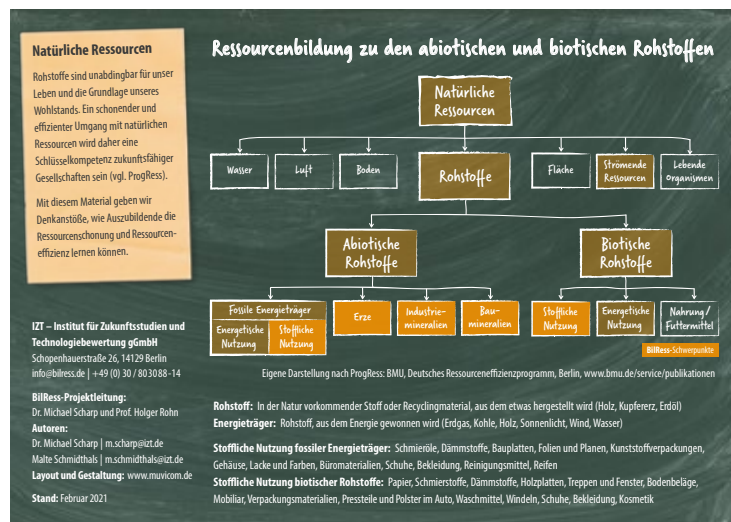 Natürliche Ressourcen
Rohstoffe sind unabdingbar für unser
Leben und die Grundlage unseres
Wohlstands. Ein schonender und
effizienter Umgang mit natürlichen
Ressourcen wird daher eine
Schlüsselkompetenz zukunftsfähiger
Gesellschaften sein (vgl. ProgRess).
Mit diesem Material geben wir
Denkanstöße, wie Auszubildende die
Ressourcenschonung und Ressourcen-
effizienz lernen können.
IZT – Institut für Zukunftsstudien und
Technologiebewertung gGmbH
Schopenhauerstraße 26, 14129 Berlin
info@bilress.de | +49 (0) 30 / 80 30 88 -14
BilRess-Projektleitung:
Dr. Michael Scharp und Prof. Holger Rohn
Autoren:
Dr. Michael Scharp | m.scharp@izt.de
Malte Schmidthals | m.schmidthals@izt.de
Layout und Gestaltung: www.muvicom.de
Stand: Februar 2021
Ressourcenbildung zu den abiotischen und biotischen Rohstoffen
Natürliche
Ressourcen
Wasser
Luft
Boden
Rohstoffe
Fläche
Strömende
Ressourcen
Lebende
Organismen
Abiotische
Rohstoffe
Biotische
Rohstoffe
Fossile Energieträger
Energetische
Nutzung
Stoffliche
Nutzung
Erze
Industrie-
mineralien
Bau-
mineralien
Stoffliche
Nutzung
Energetische
Nutzung
Nahrung /
Futtermittel
BilRess-Schwerpunkte
Eigene Darstellung nach ProgRess: BMU, Deutsches Ressourceneffizienzprogramm, Berlin, www.bmu.de/service/publikationen
Rohstoff: In der Natur vorkommender Stoff oder Recyclingmaterial, aus dem etwas hergestellt wird (Holz, Kupfererz, Erdöl)
Energieträger: Rohstoff, aus dem Energie gewonnen wird (Erdgas, Kohle, Holz, Sonnenlicht, Wind, Wasser)
Stoffliche Nutzung fossiler Energieträger: Schmieröle, Dämmstoffe, Bauplatten, Folien und Planen, Kunststoffverpackungen,
Gehäuse, Lacke und Farben, Büromaterialien, Schuhe, Bekleidung, Reinigungsmittel, Reifen
Stoffliche Nutzung biotischer Rohstoffe: Papier, Schmierstoffe, Dämmstoffe, Holzplatten, Treppen und Fenster, Bodenbeläge,
Mobiliar, Verpackungsmaterialien, Pressteile und Polster im Auto, Waschmittel, Windeln, Schuhe, Bekleidung, Kosmetik